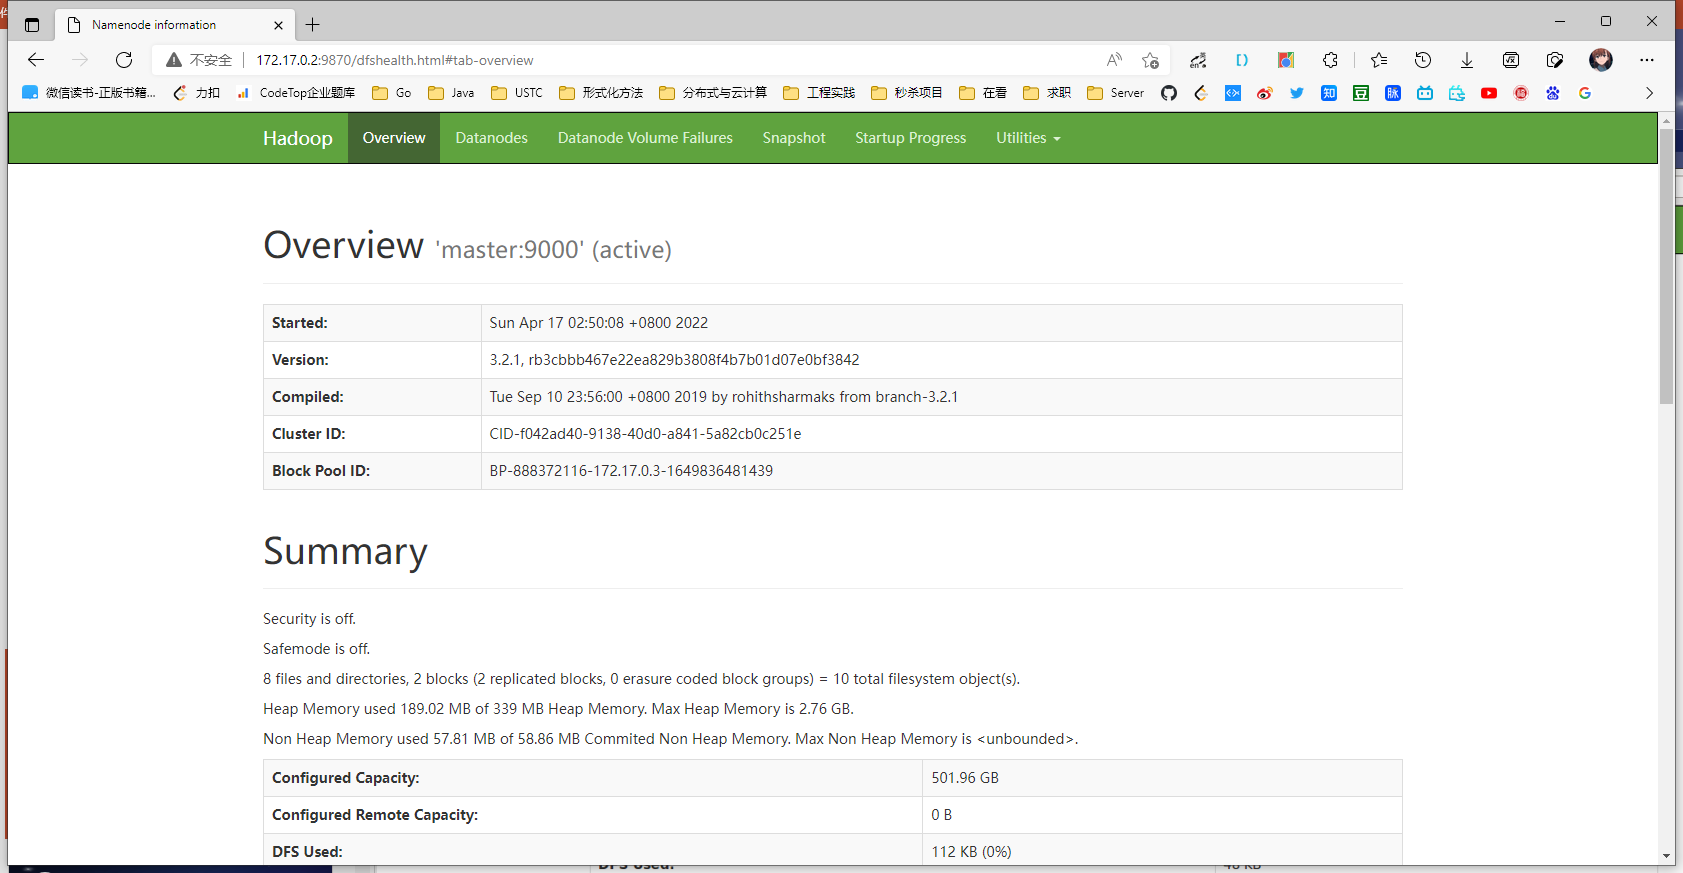 Namenode information
不安全 172.17.0.2:9870/dfshealth.html#tab-overview
微信读书-正版书籍... 力扣 CodeTop企业题库 Go Java USTC 形式化方法 分布式与云计算 工程实践 秒杀项目 在看 求职 Server
Hadoop Overview Datanodes Datanode Volume Failures Snapshot Startup Progress Utilities
Overview 'master:9000' (active)
Started: Sun Apr 17 02:50:08 +0800 2022
Version: 3.2.1, rb3cbbb467e22ea829b3808f4b7b01d07e0bf3842
Compiled: Tue Sep 10 23:56:00 +0800 2019 by rohithsharmaks from branch-3.2.1
Cluster ID: CID-f042ad40-9138-40d0-a841-5a82cb0c251e
Block Pool ID: BP-888372116-172.17.0.3-1649836481439
Summary
Security is off.
Safemode is off.
8 files and directories, 2 blocks (2 replicated blocks, 0 erasure coded block groups) = 10 total filesystem object(s).
Heap Memory used 189.02 MB of 339 MB Heap Memory. Max Heap Memory is 2.76 GB.
Non Heap Memory used 57.81 MB of 58.86 MB Commited Non Heap Memory. Max Non Heap Memory is <unbounded>.
Configured Capacity: 501.96 GB
Configured Remote Capacity: 0 B
DFS Used: 112 KB (0%)